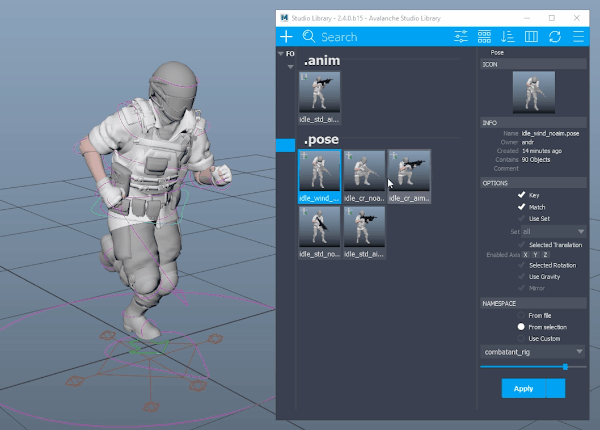 Studio Library - 2.4.0.b15 - Avalanche Studio Library
Search
FO
.anim
idle_std_ai...
.pose
idle_wind_...
idle_cr_noa...
idle_cr_aim...
idle_std_no...
idle_std_ai...
Pose
ICON
INFO
Name idle_wind_noaim.pose
Owner andr
Created 14 minutes ago
Contains 90 Objects
Comment
OPTIONS
Key
Match
Use Set
Set all
Selected Translation
Enabled Axis X Y Z
Selected Rotation
Use Gravity
Mirror
NAMESPACE
From file
From selection
Use Custom
combatant_rig
Apply